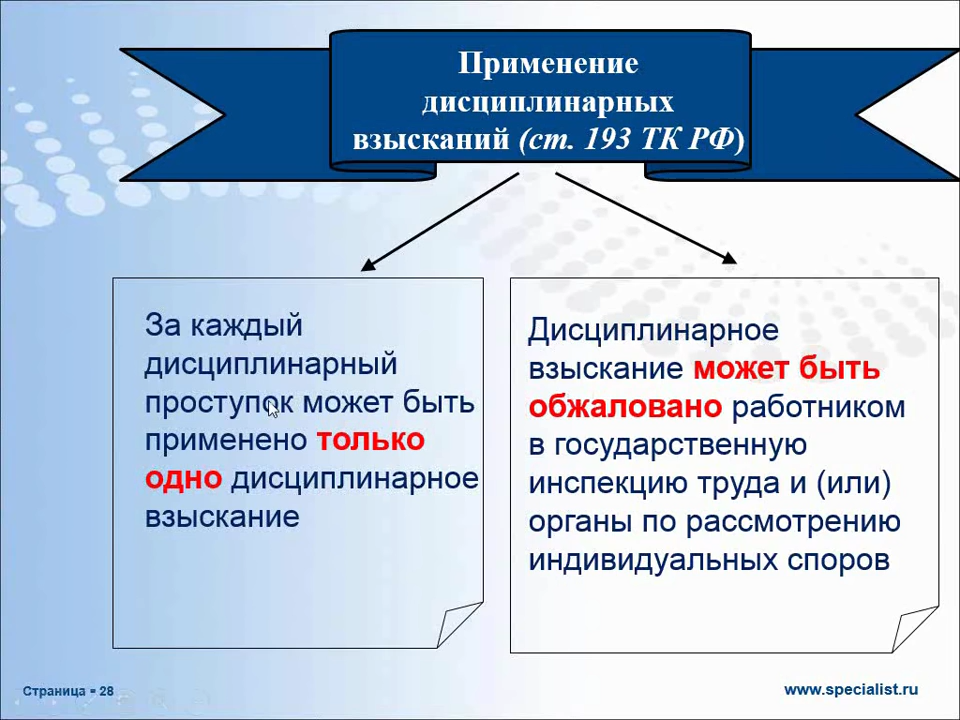 Применение
дисциплинарных
взысканий (ст. 193 ТК РФ)
За каждый
дисциплинарный
проступок может быть
применено только
одно дисциплинарное
взыскание
Дисциплинарное
взыскание может быть
обжаловано работником
в государственную
инспекцию труда и (или)
органы по рассмотрению
индивидуальных споров
Страница = 28
www.specialist.ru